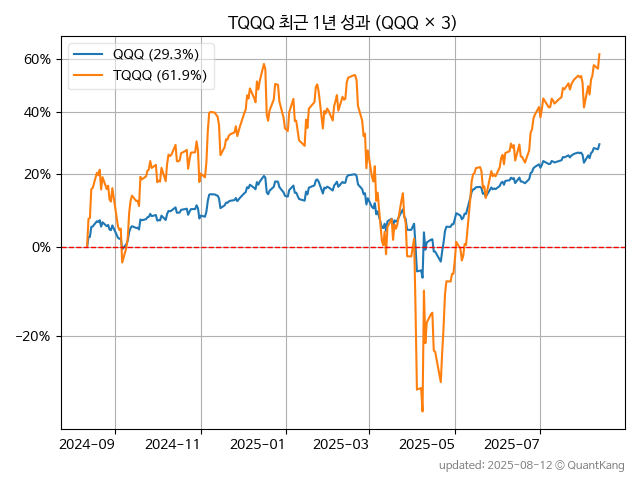 TQQQ 최근 1년 성과 (QQQ × 3)
QQQ (29.3%)
TQQQ (61.9%)
60%
40%
20%
0%
−20%
2024−09
2024−11
2025−01
2025−03
2025−05
2025−07
updated: 2025-08-12 © QuantKang